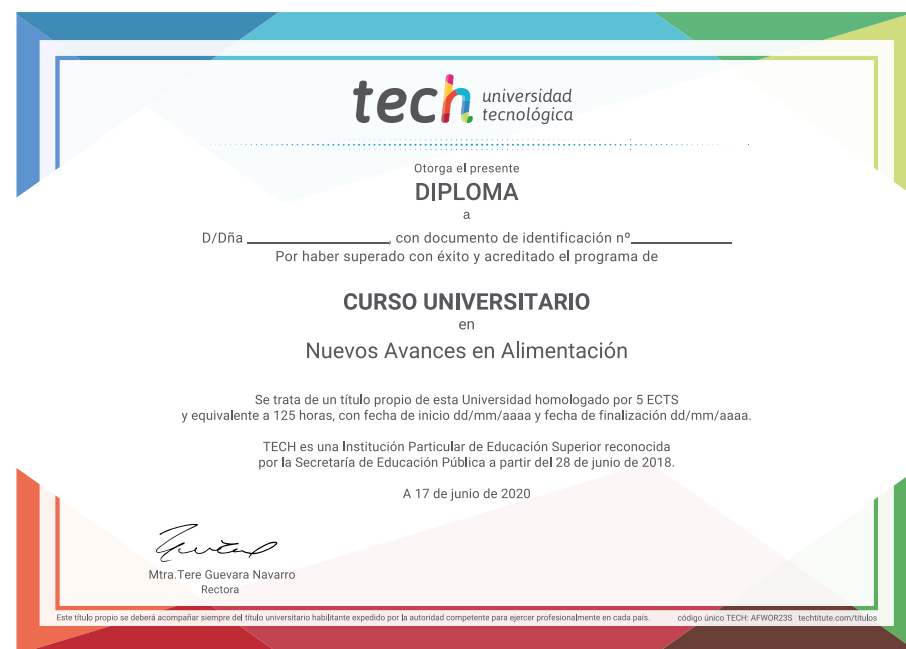 tech universidad
tecnológica
Otorga el presente
DIPLOMA
a
D/Dña ________________, con documento de identificación nº____________
Por haber superado con éxito y acreditado el programa de
CURSO UNIVERSITARIO
en
Nuevos Avances en Alimentación
Se trata de un título propio de esta Universidad homologado por 5 ECTS
y equivalente a 125 horas, con fecha de inicio dd/mm/aaaa y fecha de finalización dd/mm/aaaa.
TECH es una Institución Particular de Educación Superior reconocida
por la Secretaría de Educación Pública a partir del 28 de junio de 2018.
A 17 de junio de 2020
Mtra.Tere Guevara Navarro
Rectora
Este título propio se deberá acompañar siempre del título universitario habilitante expedido por la autoridad competente para ejercer profesionalmente en cada país. código único TECH: AFWOR23S techtitute.com/titulos